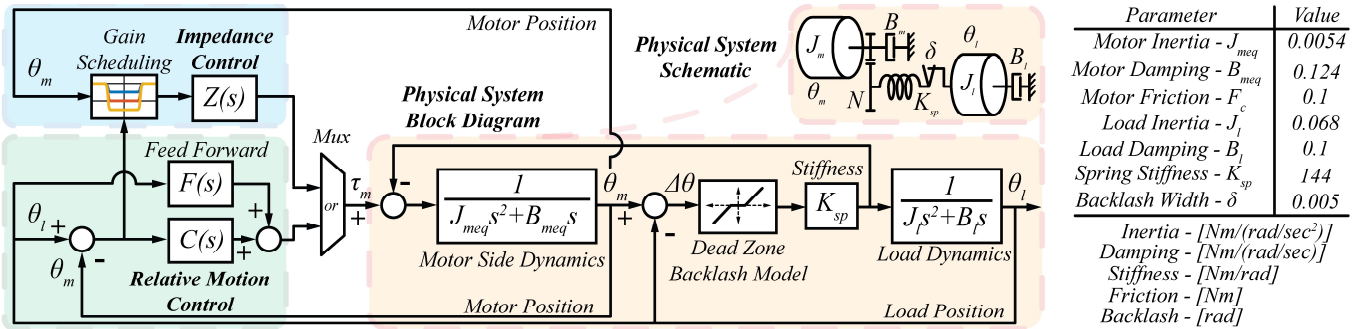 Motor Position
Gain
Scheduling
Impedance
Control
θm
Z(s)
Feed Forward
F(s)
θl +
C(s)
+
+
-
θm
Relative Motion
Control
Mux
or
τm
+
Physical System
Block Diagram
-
1
Jmeqs²+Bmeqs
Motor Side Dynamics
θm
+
-
Δθ
Dead Zone
Backlash Model
Stiffness
Ksp
1
Jls²+Bls
Load Dynamics
θl
Motor Position
Load Position
Physical System
Schematic
Jm
Bm
θm
N
Ksp
δ
θl
Jl
Bl
Parameter Value
Motor Inertia - Jmeq 0.0054
Motor Damping - Bmeq 0.124
Motor Friction - Fc 0.1
Load Inertia - Jl 0.068
Load Damping - Bl 0.1
Spring Stiffness - Ksp 144
Backlash Width - δ 0.005
Inertia - [Nm/(rad/sec²)]
Damping - [Nm/(rad/sec)]
Stiffness - [Nm/rad]
Friction - [Nm]
Backlash - [rad]